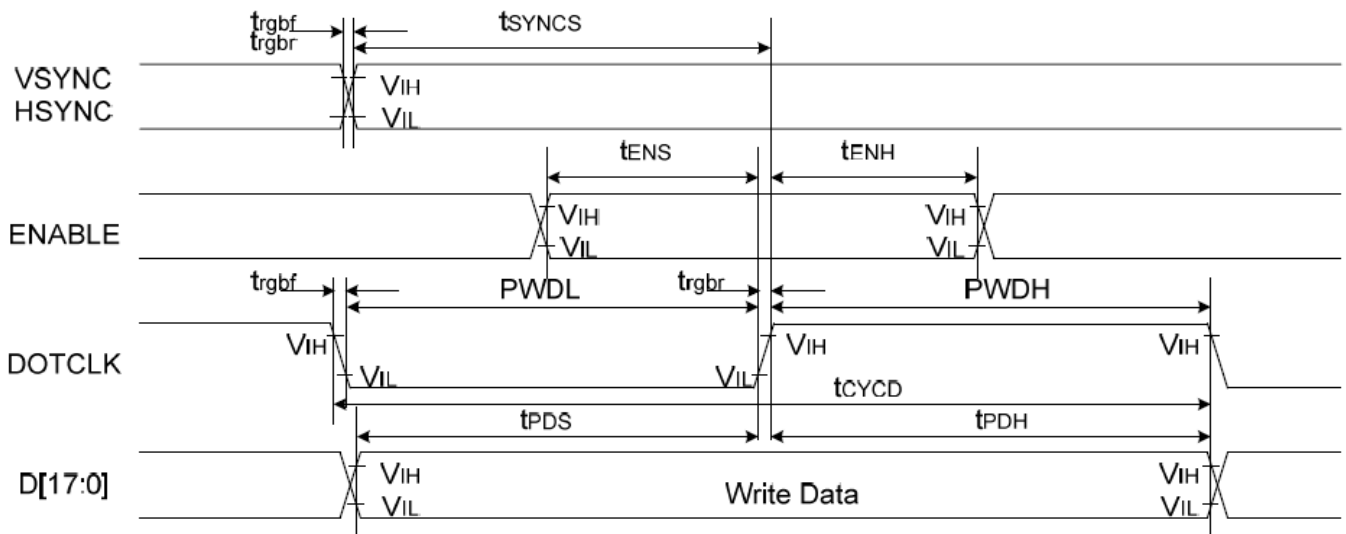 trgbf
trgbr
tSYNCS
VSYNC
HSYNC
VIH
VIL
tENS
tENH
ENABLE
VIH
VIL
VIH
VIL
trgbf
PWDL
trgbr
PWDH
DOTCLK
VIH
VIL
VIL
VIH
VIH
tCYCD
tPDS
tPDH
D[17:0]
VIH
VIL
Write Data
VIH
VIL